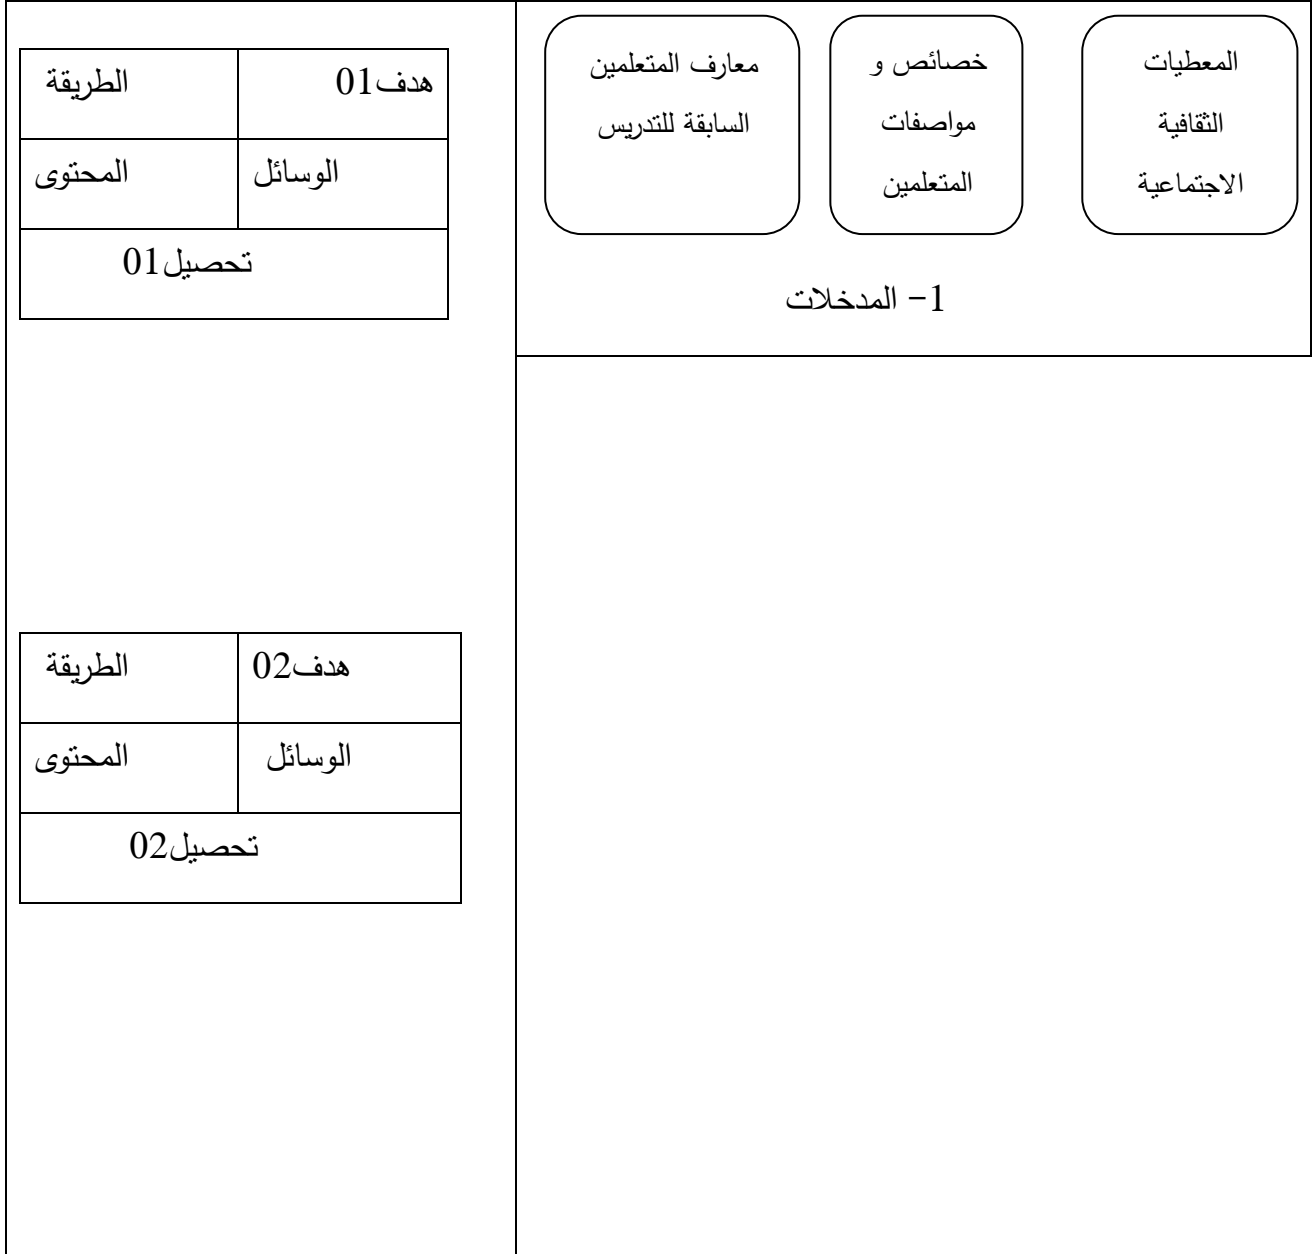 المعطيات
الثقافية
الاجتماعية
خصائص و
مواصفات
المتعلمين
معارف المتعلمين
السابقة للتدريس
1- المدخلات
هدف01
الطريقة
الوسائل
المحتوى
تحصيل01
هدف02
الطريقة
الوسائل
المحتوى
تحصيل02